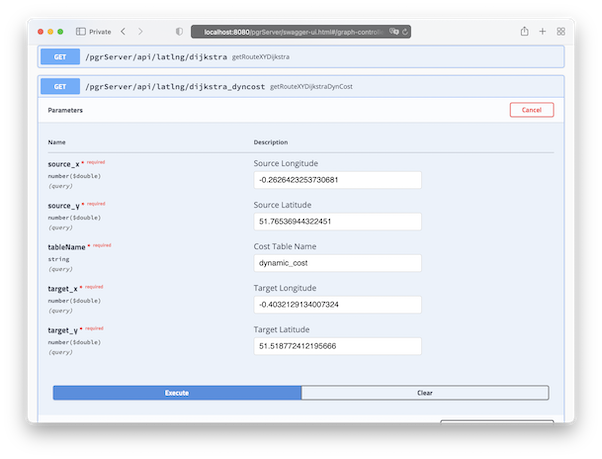 Private
localhost:8080/pgrServer/swagger-ui.html#/graph-controlle
GET /pgrServer/api/latlng/dijkstra getRouteXYDijkstra
GET /pgrServer/api/latlng/dijkstra_dyncost getRouteXYDijkstraDynCost
Parameters Cancel
Name Description
source_x * required Source Longitude
number($double) -0.2626423253730681
(query)
source_y * required Source Latitude
number($double) 51.76536944322451
(query)
tableName * required Cost Table Name
string dynamic_cost
(query)
target_x * required Target Longitude
number($double) -0.4032129134007324
(query)
target_y * required Target Latitude
number($double) 51.518772412195666
(query)
Execute Clear